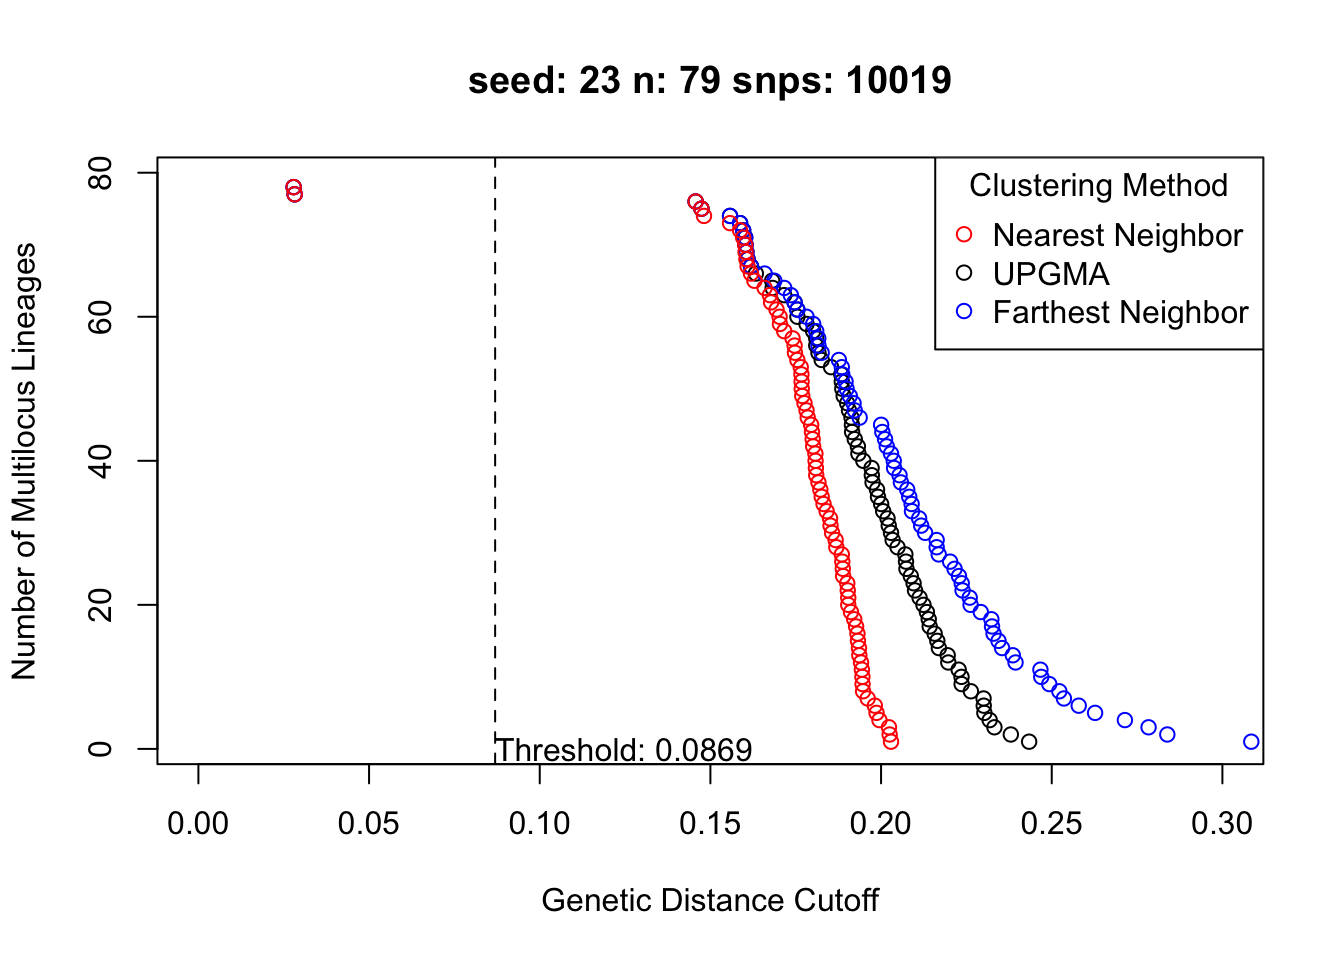 seed: 23 n: 79 snps: 10019
Number of Multilocus Lineages
80
60
40
20
0
Clustering Method
Nearest Neighbor
UPGMA
Farthest Neighbor
Threshold: 0.0869
0.00 0.05 0.10 0.15 0.20 0.25 0.30
Genetic Distance Cutoff